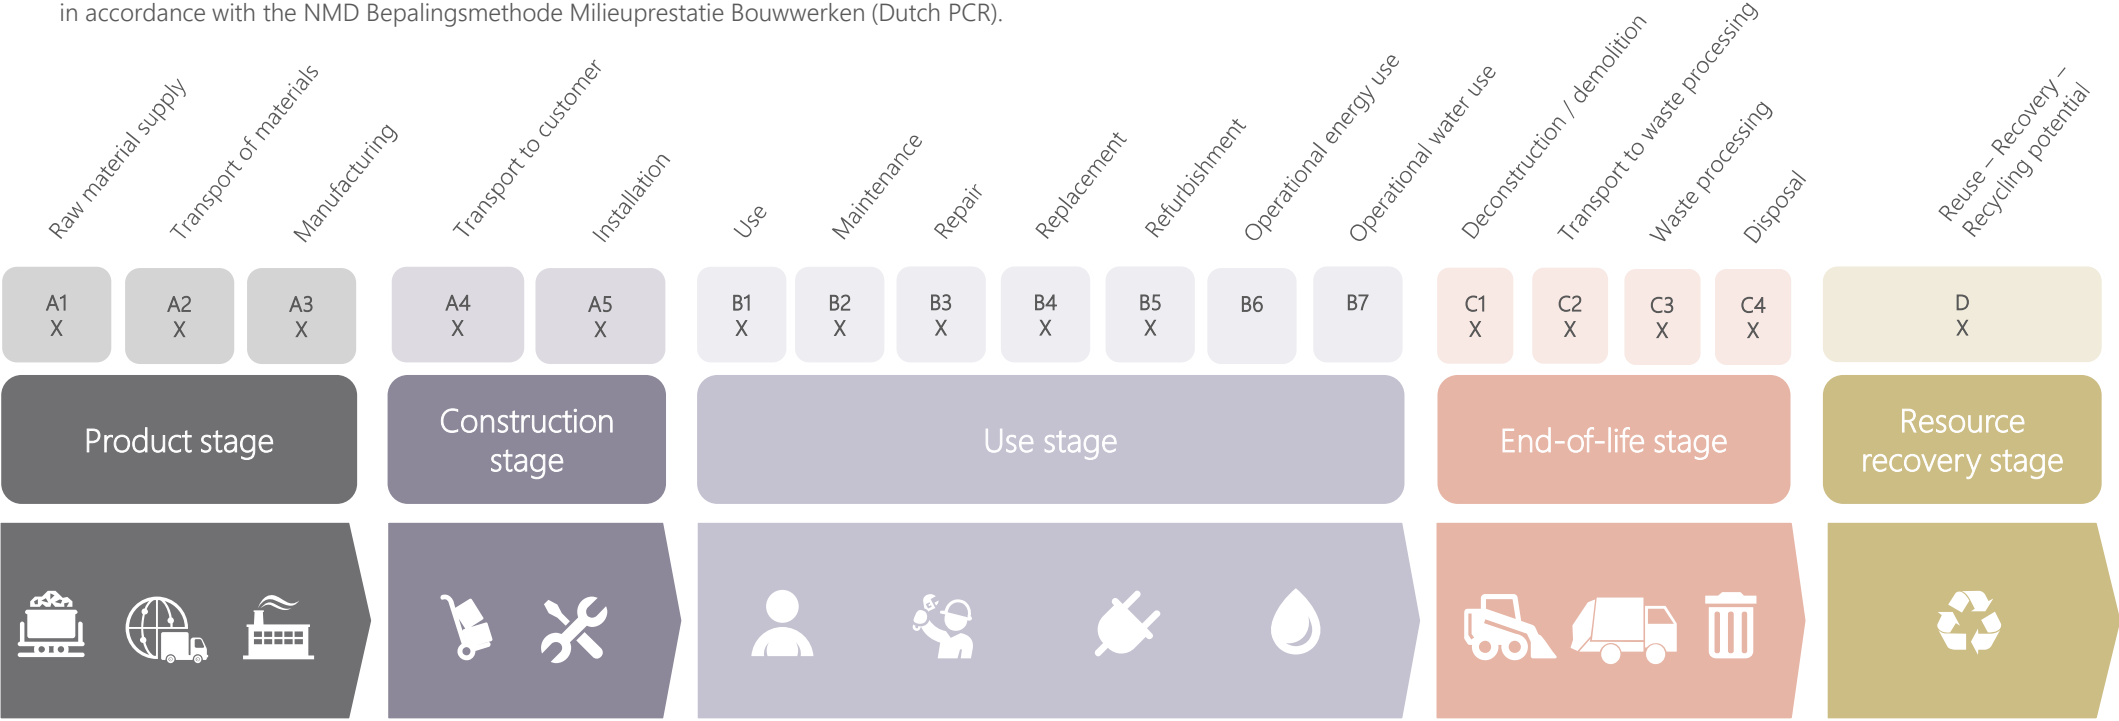 in accordance with the NMD Bepalingsmethode Milieuprestatie Bouwwerken (Dutch PCR).
Raw material supply
Transport of materials
Manufacturing
Transport to customer
Installation
Use
Maintenance
Repair
Replacement
Refurbishment
Operational energy use
Operational water use
Deconstruction / demolition
Transport to waste processing
Waste processing
Disposal
Reuse – Recovery –
Recycling potential
A1
X
A2
X
A3
X
A4
X
A5
X
B1
X
B2
X
B3
X
B4
X
B5
X
B6
B7
C1
X
C2
X
C3
X
C4
X
D
X
Product stage
Construction
stage
Use stage
End-of-life stage
Resource
recovery stage